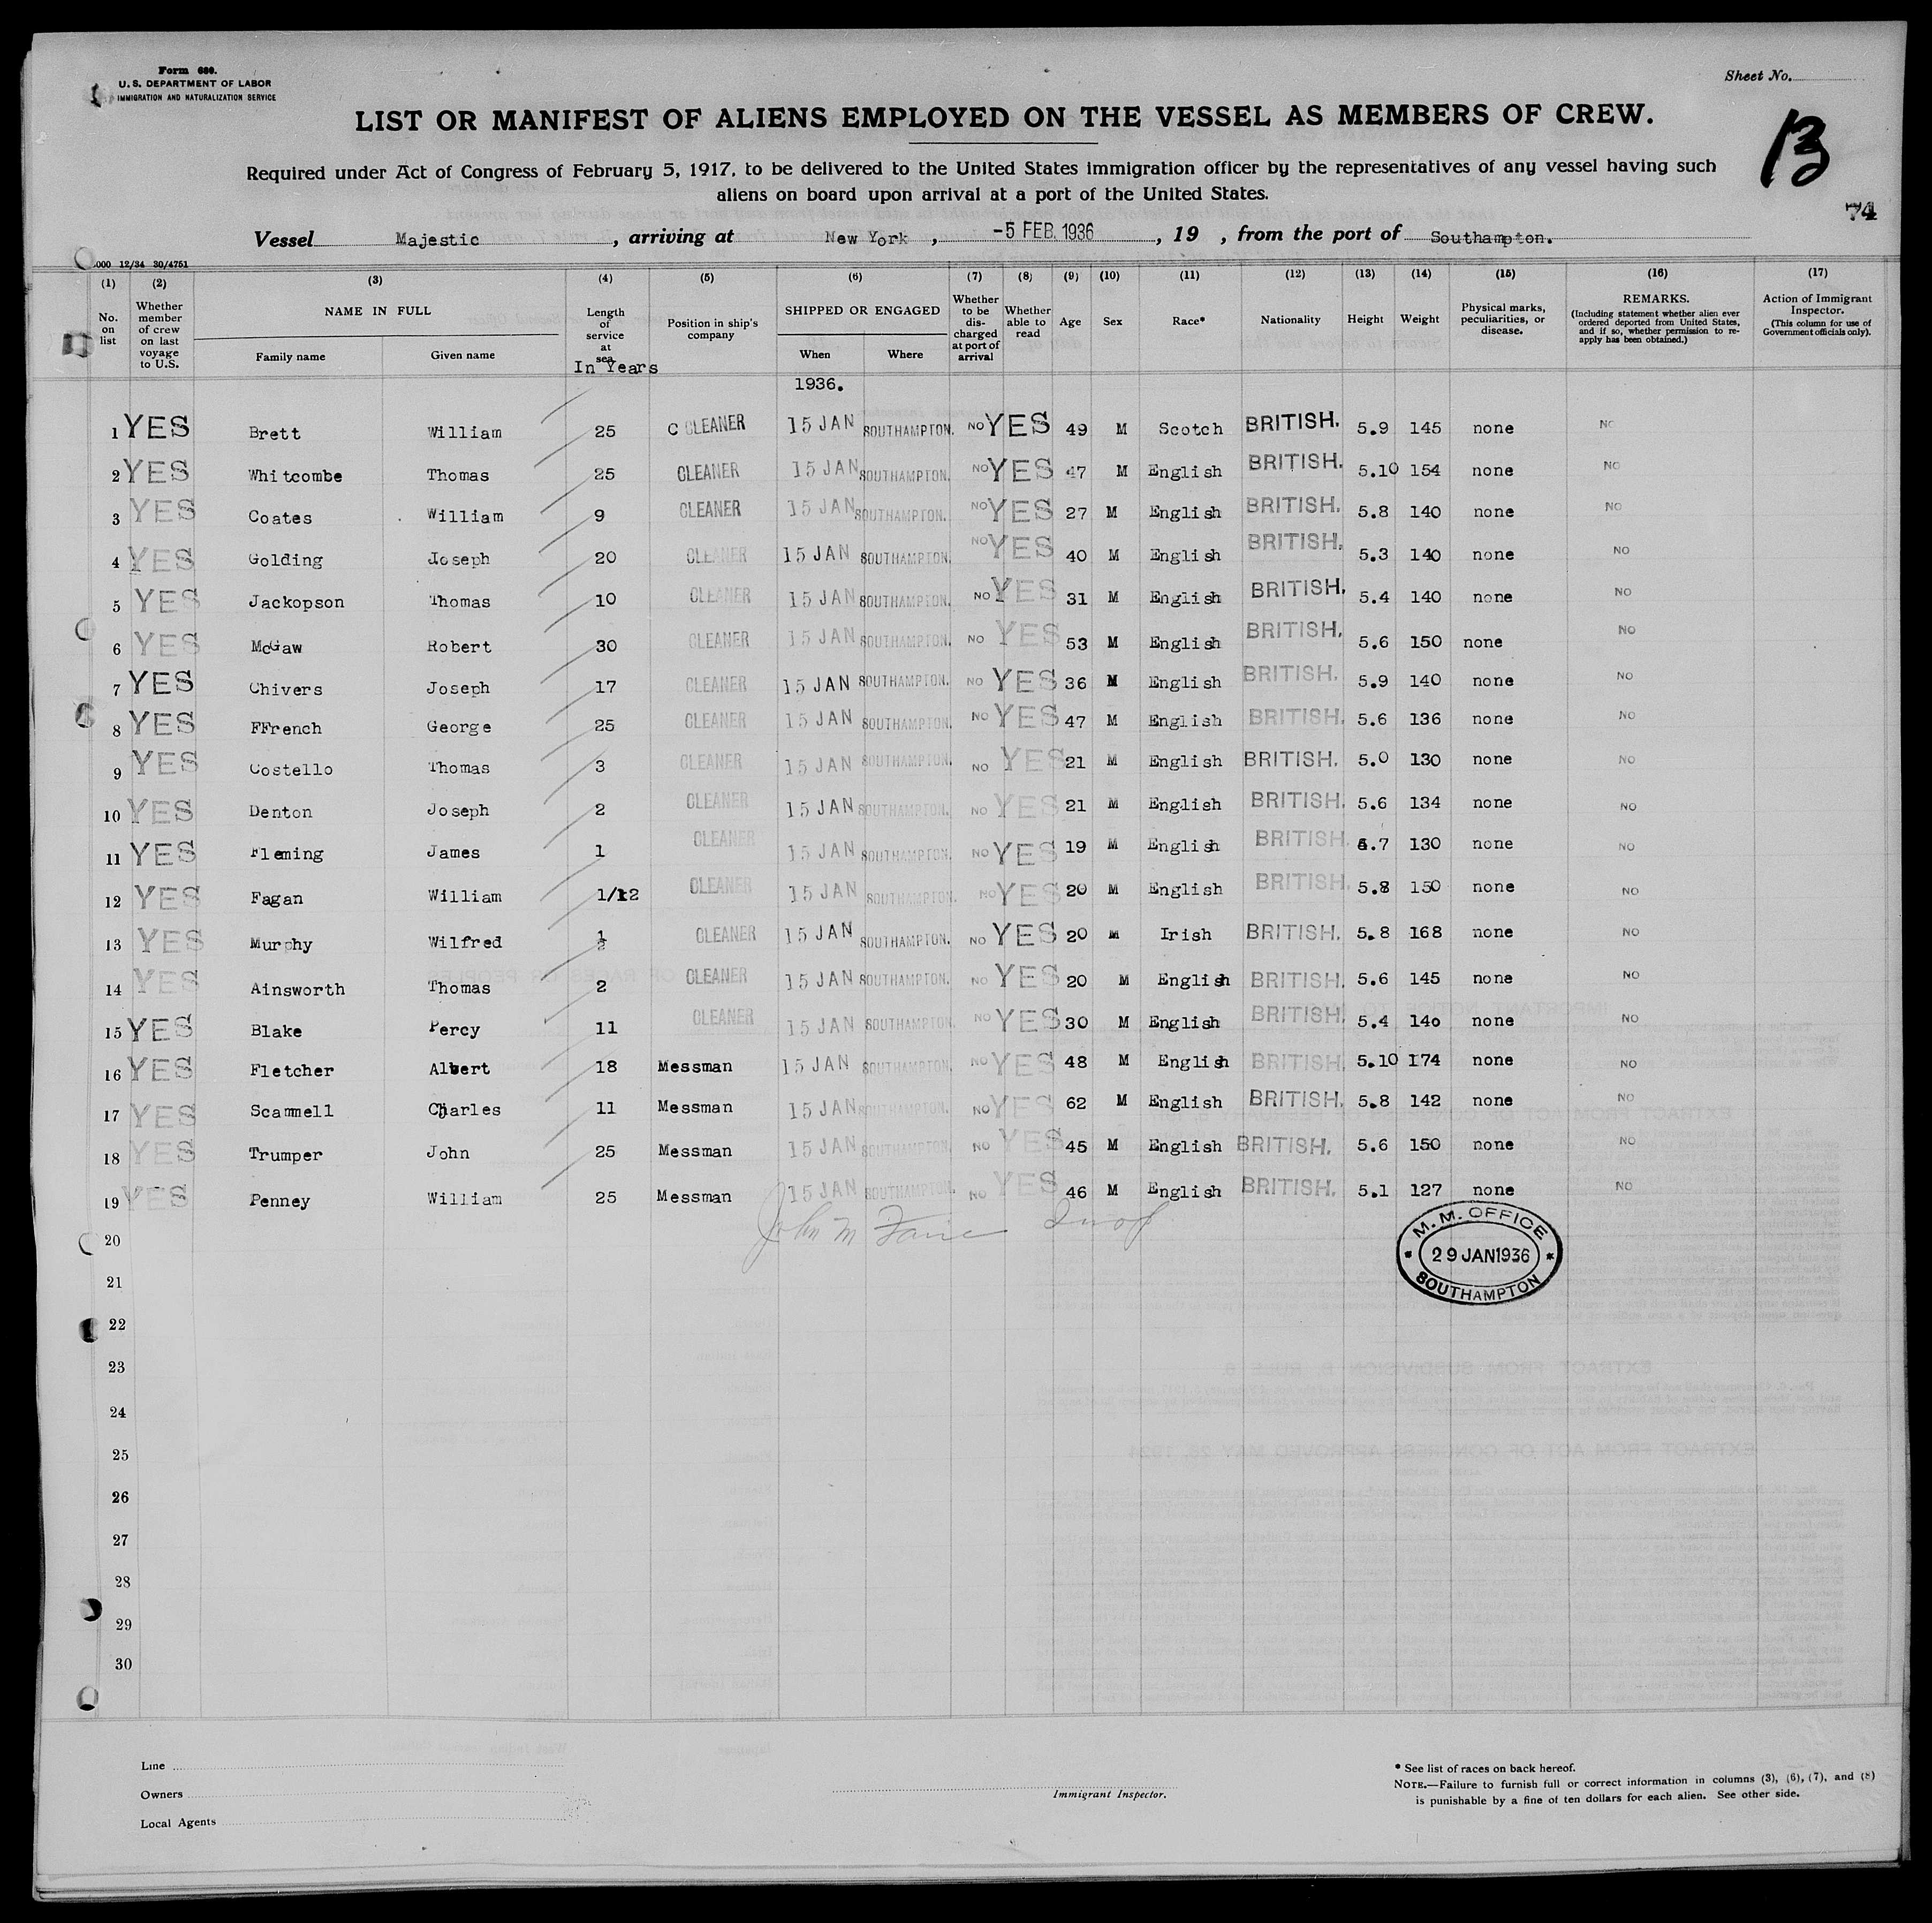 Form 680.
U. S. DEPARTMENT OF LABOR
IMMIGRATION AND NATURALIZATION SERVICE
Sheet No.
LIST OR MANIFEST OF ALIENS EMPLOYED ON THE VESSEL AS MEMBERS OF CREW.
13
Required under Act of Congress of February 5, 1917, to be delivered to the United States immigration officer by the representatives of any vessel having such
aliens on board upon arrival at a port of the United States.
74
Vessel Majestic , arriving at New York , -5 FEB. 1936 , 19 , from the port of Southampton.
000 12/34 30/4751
(1) (2) (3) (4) (5) (6) (7) (8) (9) (10) (11) (12) (13) (14) (15) (16) (17)
No. on list
Whether member of crew on last voyage to U.S.
NAME IN FULL
Family name Given name
Length of service at sea
In Years
Position in ship's company
SHIPPED OR ENGAGED
When Where
Whether to be discharged at port of arrival
Whether able to read
Age Sex Race* Nationality Height Weight
Physical marks, peculiarities, or disease.
REMARKS.
(Including statement whether alien ever ordered deported from United States, and if so, whether permission to re-apply has been obtained.)
Action of Immigrant Inspector.
(This column for use of Government officials only).
1936.
1 YES Brett William 25 C CLEANER 15 JAN SOUTHAMPTON. NO YES 49 M Scotch BRITISH. 5.9 145 none NO
2 YES Whitcombe Thomas 25 CLEANER 15 JAN SOUTHAMPTON. NO YES 47 M English BRITISH. 5.10 154 none NO
3 YES Coates William 9 CLEANER 15 JAN SOUTHAMPTON. NO YES 27 M English BRITISH. 5.8 140 none NO
4 YES Golding Joseph 20 CLEANER 15 JAN SOUTHAMPTON. NO YES 40 M English BRITISH. 5.3 140 none NO
5 YES Jackopson Thomas 10 CLEANER 15 JAN SOUTHAMPTON. NO YES 31 M English BRITISH. 5.4 140 none NO
6 YES McGaw Robert 30 CLEANER 15 JAN SOUTHAMPTON. NO YES 53 M English BRITISH. 5.6 150 none NO
7 YES Chivers Joseph 17 CLEANER 15 JAN SOUTHAMPTON. NO YES 36 M English BRITISH. 5.9 140 none NO
8 YES FFrench George 25 CLEANER 15 JAN SOUTHAMPTON. NO YES 47 M English BRITISH. 5.6 136 none NO
9 YES Costello Thomas 3 CLEANER 15 JAN SOUTHAMPTON. NO YES 21 M English BRITISH. 5.0 130 none NO
10 YES Denton Joseph 2 CLEANER 15 JAN SOUTHAMPTON. NO YES 21 M English BRITISH. 5.6 134 none NO
11 YES Fleming James 1 CLEANER 15 JAN SOUTHAMPTON. NO YES 19 M English BRITISH. 5.7 130 none NO
12 YES Fagan William 1/12 CLEANER 15 JAN SOUTHAMPTON. NO YES 20 M English BRITISH. 5.8 150 none NO
13 YES Murphy Wilfred ½ CLEANER 15 JAN SOUTHAMPTON. NO YES 20 M Irish BRITISH. 5.8 168 none NO
14 YES Ainsworth Thomas 2 CLEANER 15 JAN SOUTHAMPTON. NO YES 20 M English BRITISH. 5.6 145 none NO
15 YES Blake Percy 11 CLEANER 15 JAN SOUTHAMPTON NO YES 30 M English BRITISH. 5.4 140 none NO
16 YES Fletcher Albert 18 Messman 15 JAN SOUTHAMPTON. NO YES 48 M English BRITISH. 5.10 174 none NO
17 YES Scammell Charles 11 Messman 15 JAN SOUTHAMPTON. NO YES 62 M English BRITISH. 5.8 142 none NO
18 YES Trumper John 25 Messman 15 JAN SOUTHAMPTON. NO YES 45 M English BRITISH. 5.6 150 none NO
19 YES Penney William 25 Messman 15 JAN SOUTHAMPTON. NO YES 46 M English BRITISH. 5.1 127 none NO
John M
M. M. OFFICE
29 JAN 1936
SOUTHAMPTON
20
21
22
23
24
25
26
27
28
29
30
Line
Owners
Local Agents
Immigrant Inspector.
* See list of races on back hereof.
NOTE.—Failure to furnish full or correct information in columns (3), (6), (7), and (8)
is punishable by a fine of ten dollars for each alien. See other side.